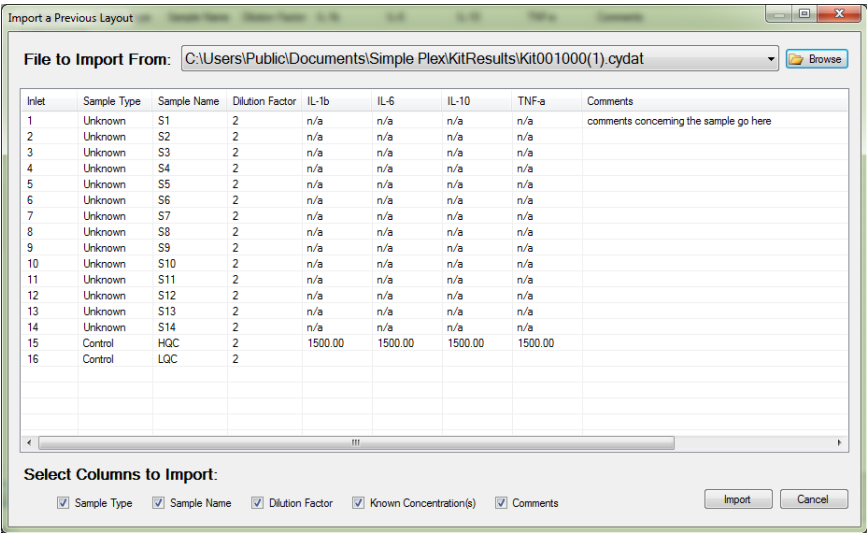 Import a Previous Layout
File to Import From: C:\Users\Public\Documents\Simple Plex\KitResults\Kit001000(1).cydat Browse
Inlet Sample Type Sample Name Dilution Factor IL-1b IL-6 IL-10 TNF-a Comments
1 Unknown S1 2 n/a n/a n/a n/a comments concerning the sample go here
2 Unknown S2 2 n/a n/a n/a n/a
3 Unknown S3 2 n/a n/a n/a n/a
4 Unknown S4 2 n/a n/a n/a n/a
5 Unknown S5 2 n/a n/a n/a n/a
6 Unknown S6 2 n/a n/a n/a n/a
7 Unknown S7 2 n/a n/a n/a n/a
8 Unknown S8 2 n/a n/a n/a n/a
9 Unknown S9 2 n/a n/a n/a n/a
10 Unknown S10 2 n/a n/a n/a n/a
11 Unknown S11 2 n/a n/a n/a n/a
12 Unknown S12 2 n/a n/a n/a n/a
13 Unknown S13 2 n/a n/a n/a n/a
14 Unknown S14 2 n/a n/a n/a n/a
15 Control HQC 2 1500.00 1500.00 1500.00 1500.00
16 Control LQC 2
Select Columns to Import:
Sample Type Sample Name Dilution Factor Known Concentration(s) Comments Import Cancel